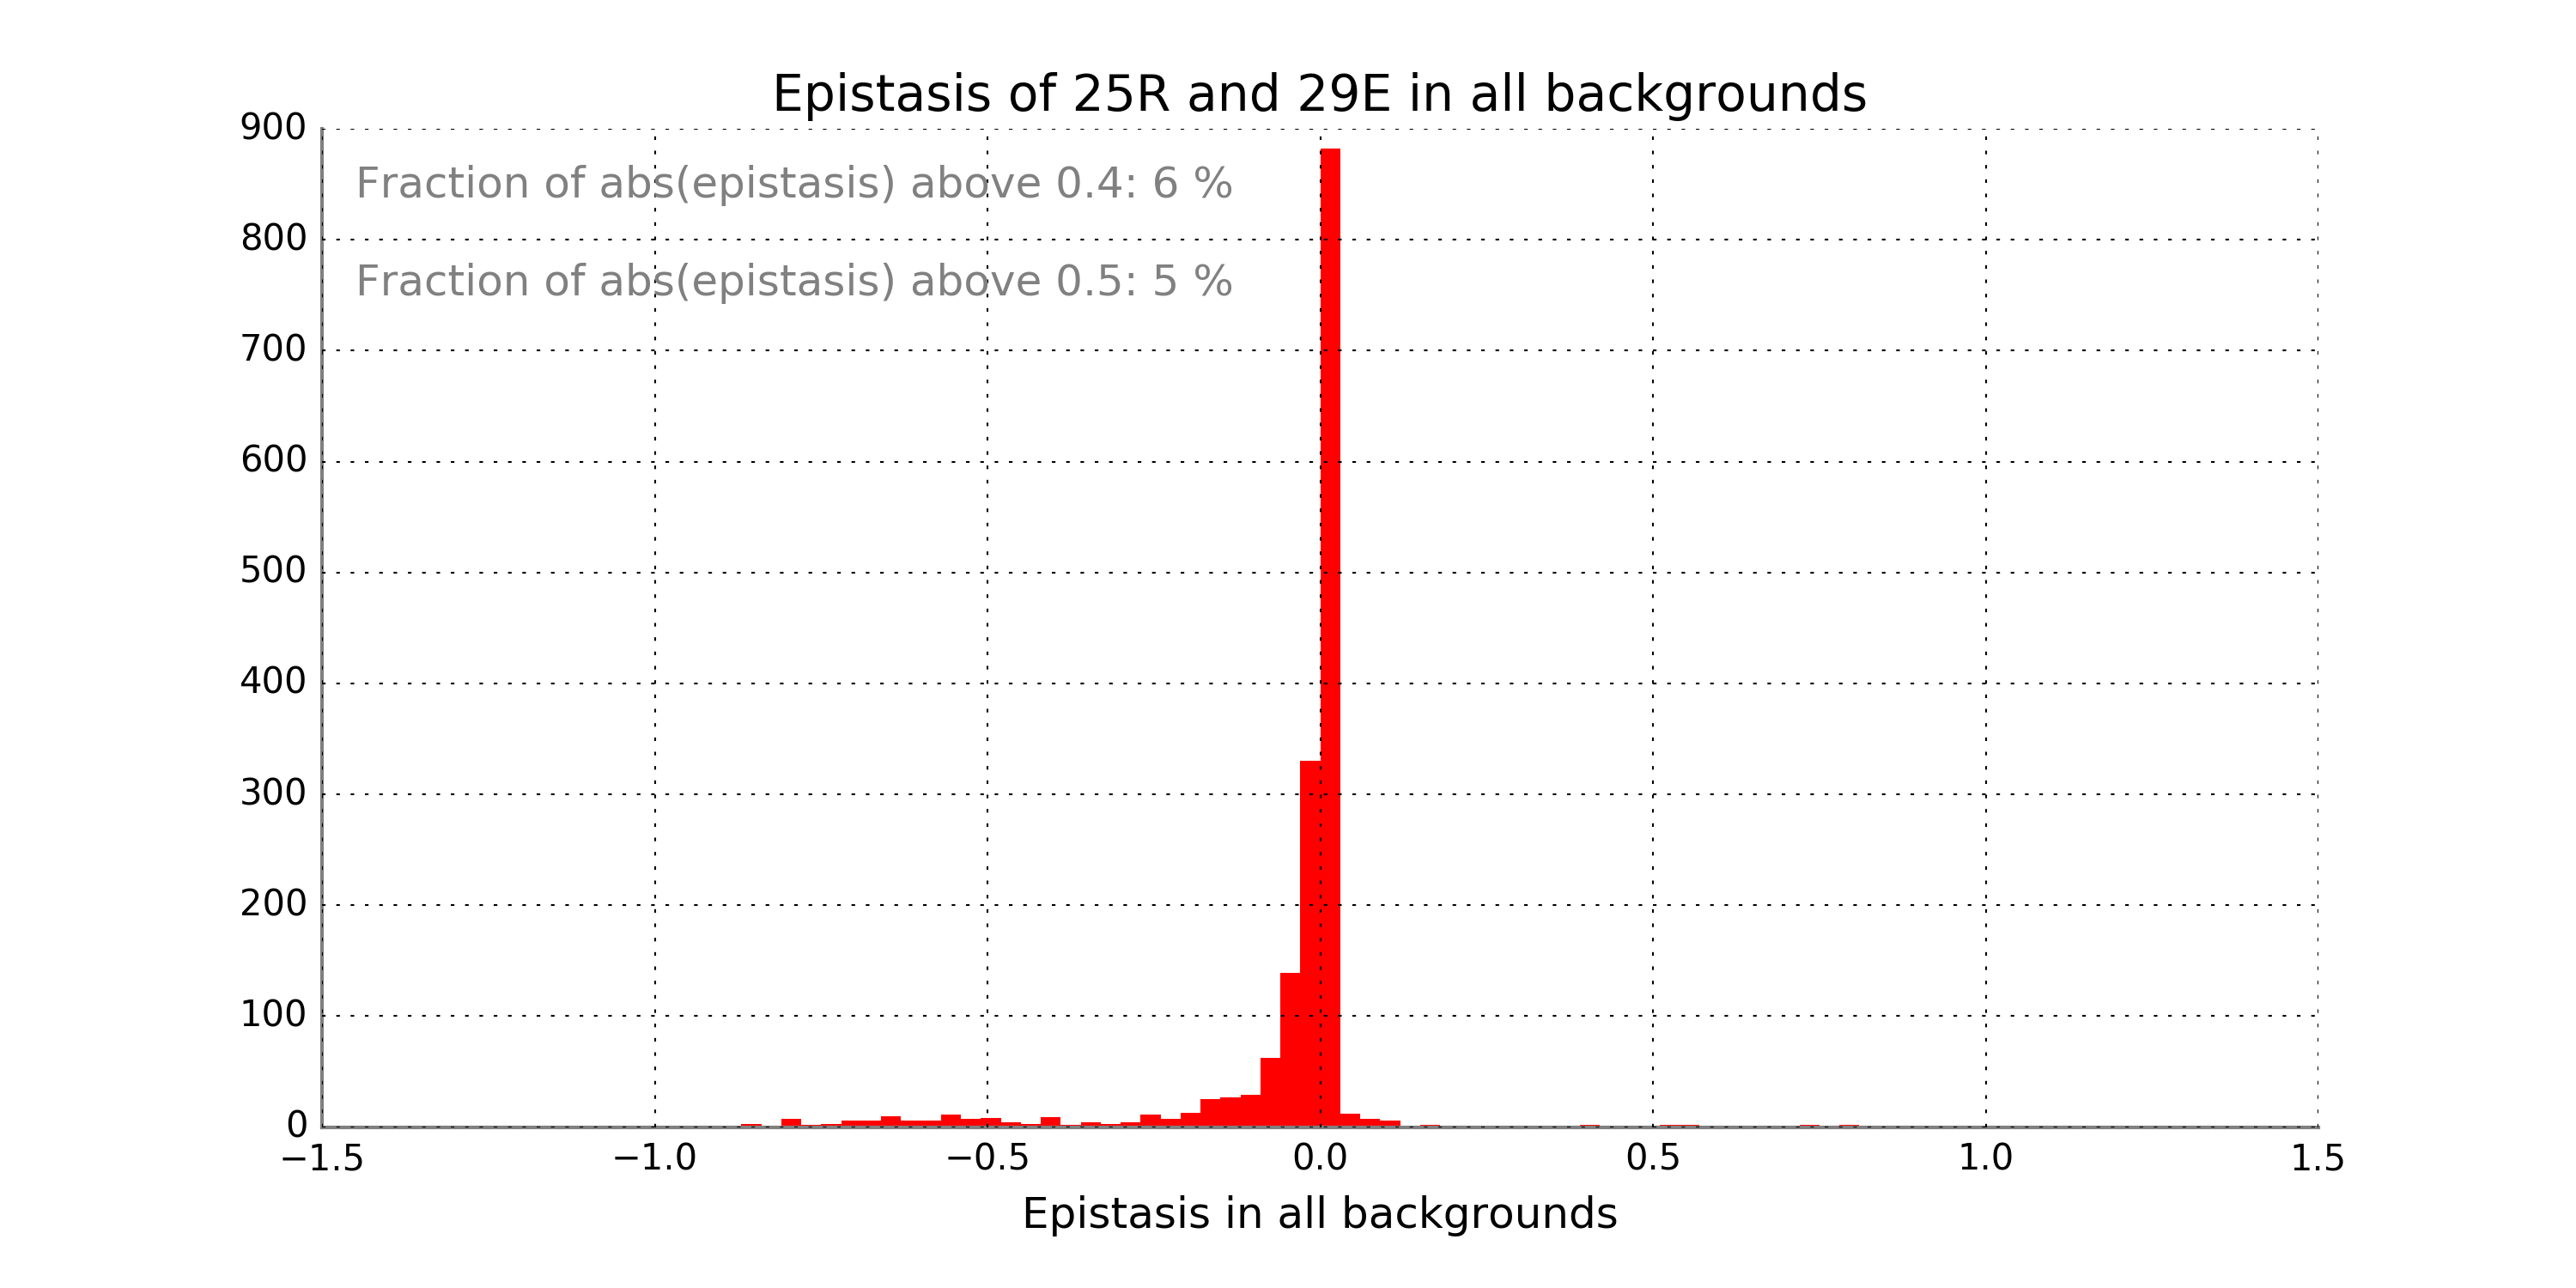 Epistasis of 25R and 29E in all backgrounds
900
Fraction of abs(epistasis) above 0.4: 6 %
800
Fraction of abs(epistasis) above 0.5: 5 %
700
600
500
400
300
200
100
0
−1.5 −1.0 −0.5 0.0 0.5 1.0 1.5
Epistasis in all backgrounds